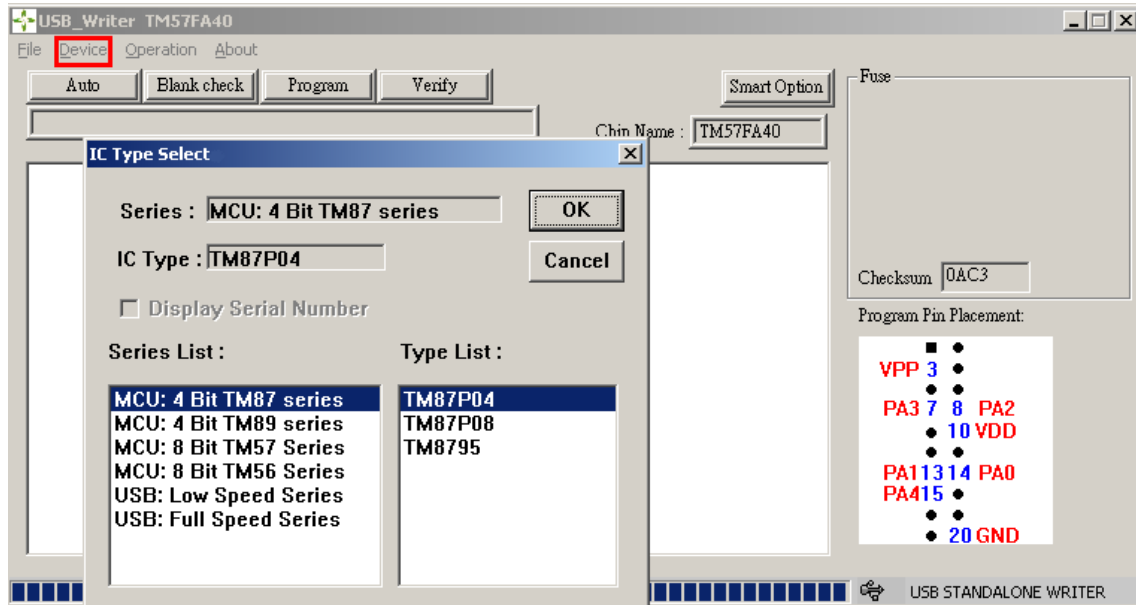 USB_Writer TM57FA40
File Device Operation About
Auto Blank check Program Verify Smart Option
Fuse
Chip Name : TM57FA40
IC Type Select
Series : MCU: 4 Bit TM87 series OK
IC Type : TM87P04 Cancel
Display Serial Number
Series List : Type List :
MCU: 4 Bit TM87 series TM87P04
MCU: 4 Bit TM89 series TM87P08
MCU: 8 Bit TM57 Series TM8795
MCU: 8 Bit TM56 Series
USB: Low Speed Series
USB: Full Speed Series
Checksum 0AC3
Program Pin Placement:
VPP 3
PA3 7 8 PA2
10 VDD
PA1 13 14 PA0
PA4 15
20 GND
USB STANDALONE WRITER